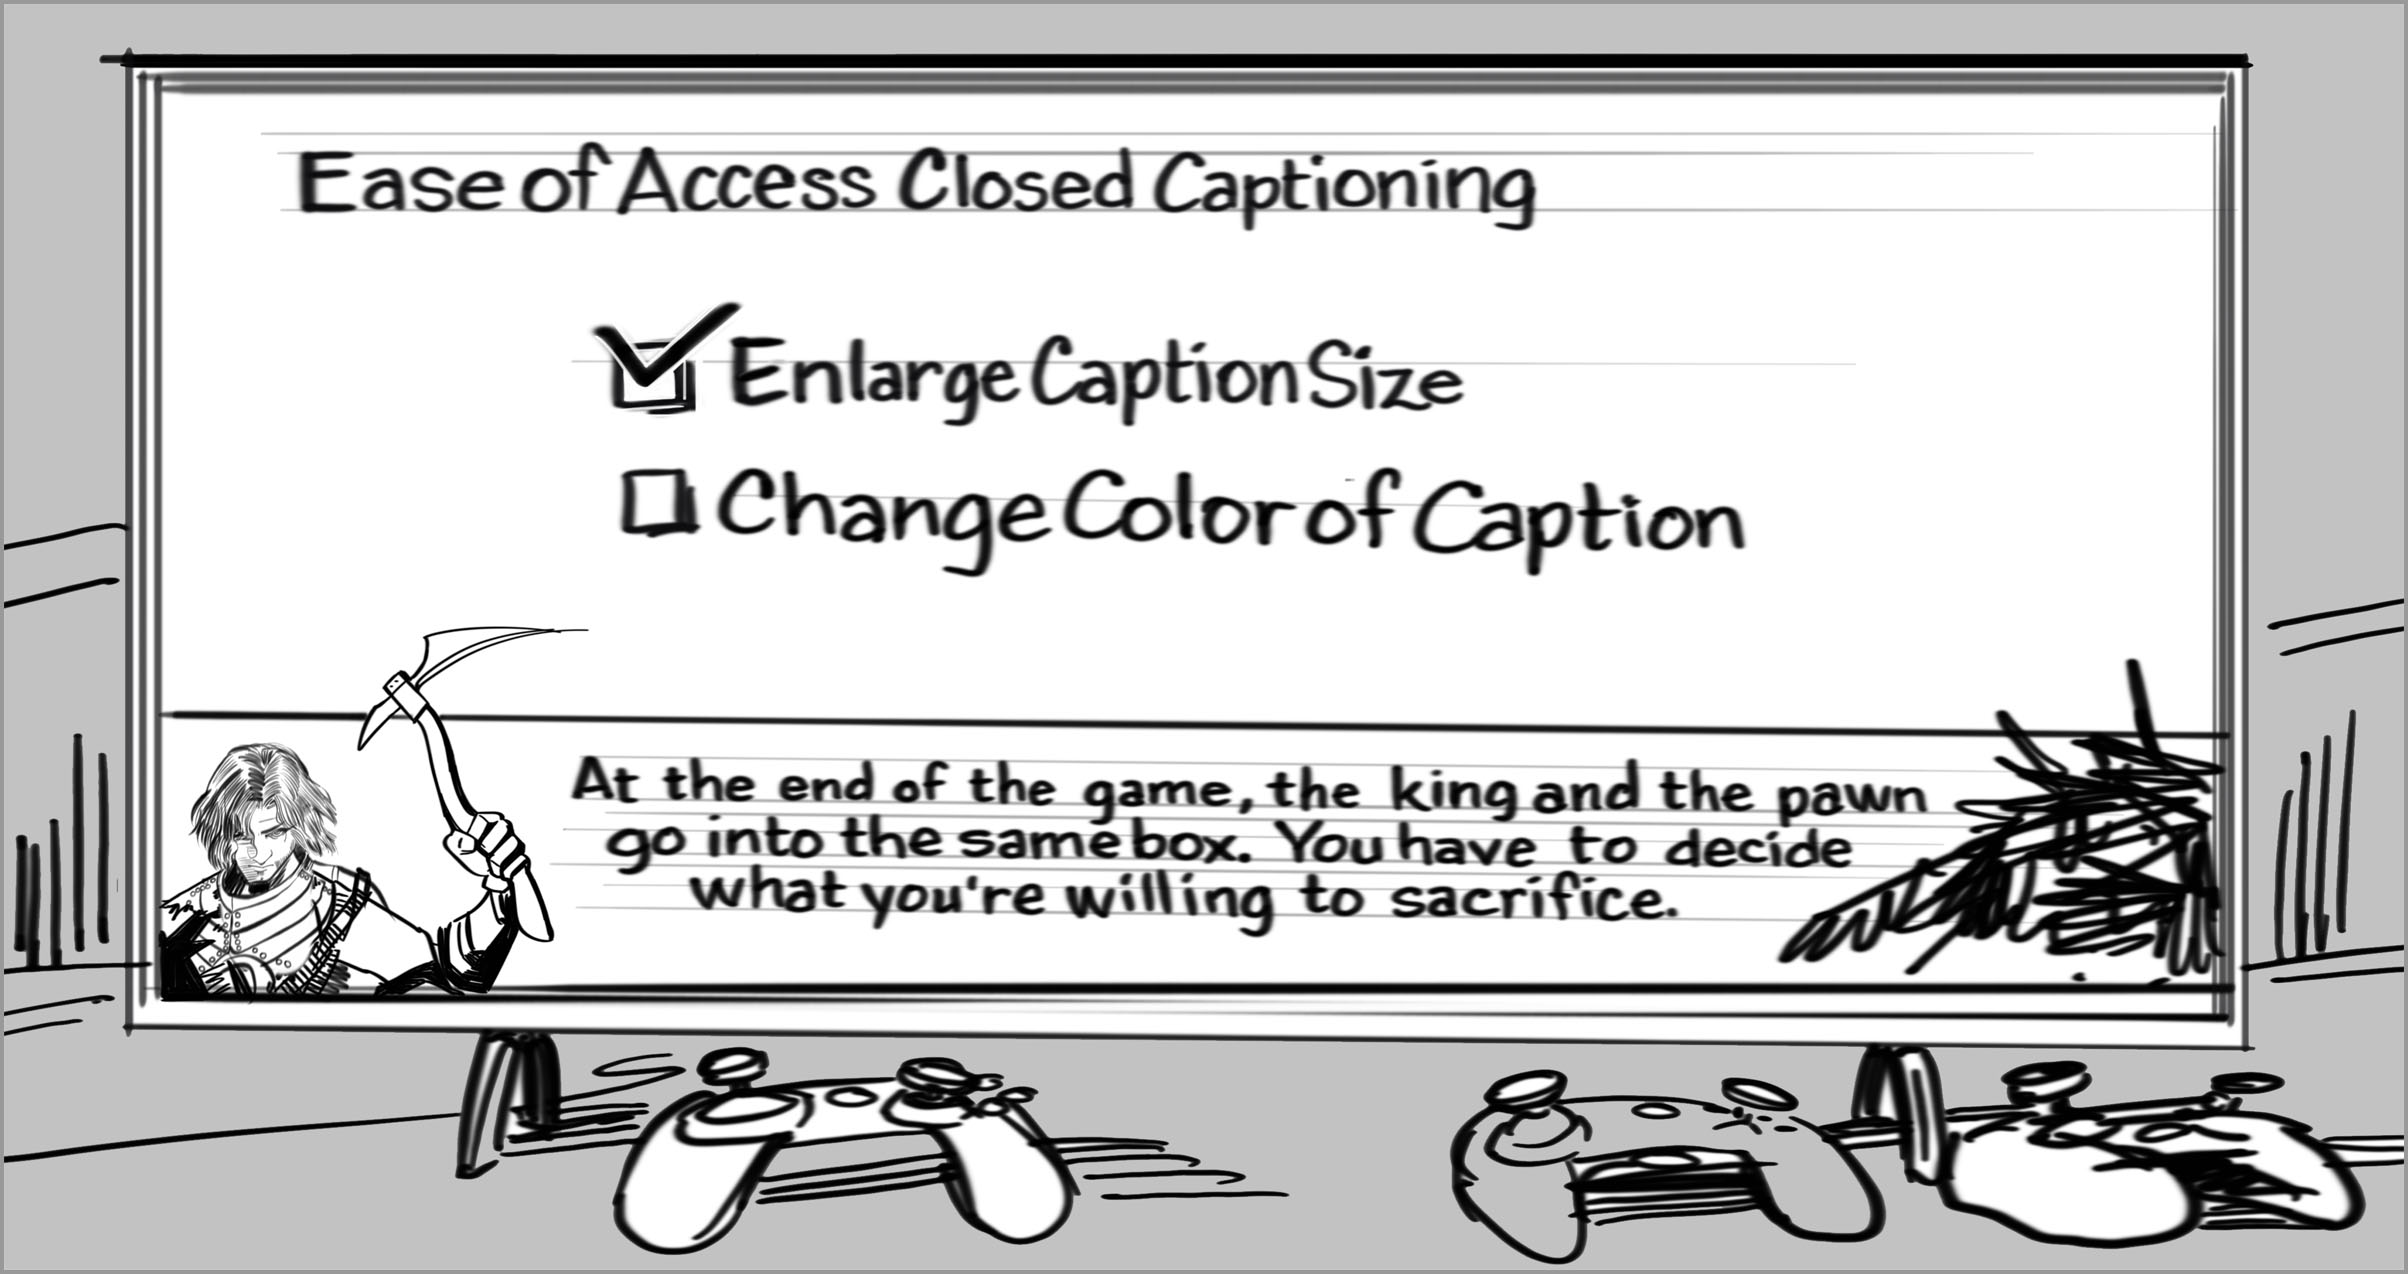 Ease of Access Closed Captioning
Enlarge Caption Size
Change Color of Caption
At the end of the game, the king and the pawn
go into the same box. You have to decide
what you're willing to sacrifice.